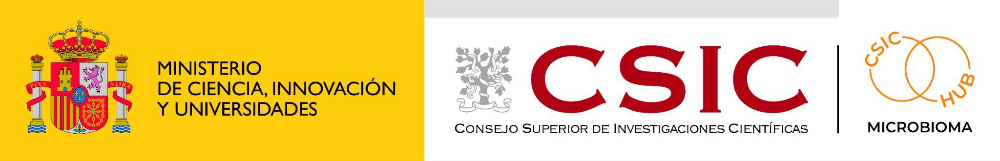 PLVS
VLTRA
MINISTERIO
DE CIENCIA, INNOVACIÓN
Y UNIVERSIDADES
CSIC
CONSEJO SUPERIOR DE INVESTIGACIONES CIENTÍFICAS
CSIC
HUB
MICROBIOMA